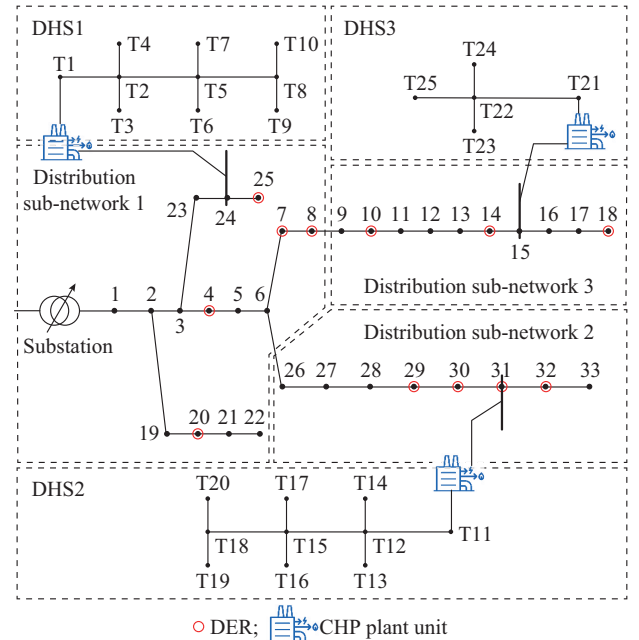 DHS1
T4 T7 T10
T1
T2 T5 T8
T3 T6 T9
DHS3
T24
T25 T21
T22
T23
Distribution
sub-network 1
25
23 24
7 8 9 10 11 12 13 14 16 17 18
15
Distribution sub-network 3
1 2 3 4 5 6
Substation
Distribution sub-network 2
26 27 28 29 30 31 32 33
19 20 21 22
DHS2
T20 T17 T14
T18 T15 T12 T11
T19 T16 T13
DER; CHP plant unit